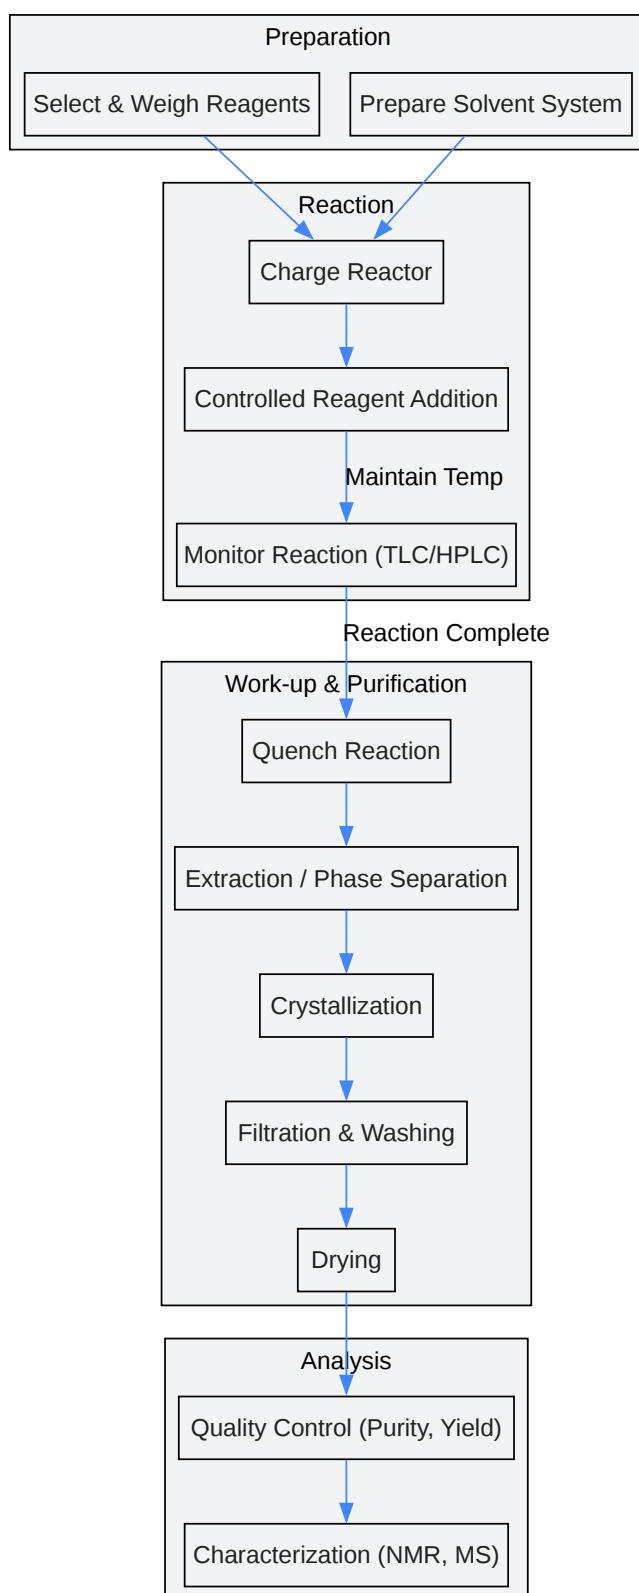 Preparation
Select & Weigh Reagents
Prepare Solvent System
Reaction
Charge Reactor
Controlled Reagent Addition
Maintain Temp
Monitor Reaction (TLC/HPLC)
Reaction Complete
Work-up & Purification
Quench Reaction
Extraction / Phase Separation
Crystallization
Filtration & Washing
Drying
Analysis
Quality Control (Purity, Yield)
Characterization (NMR, MS)